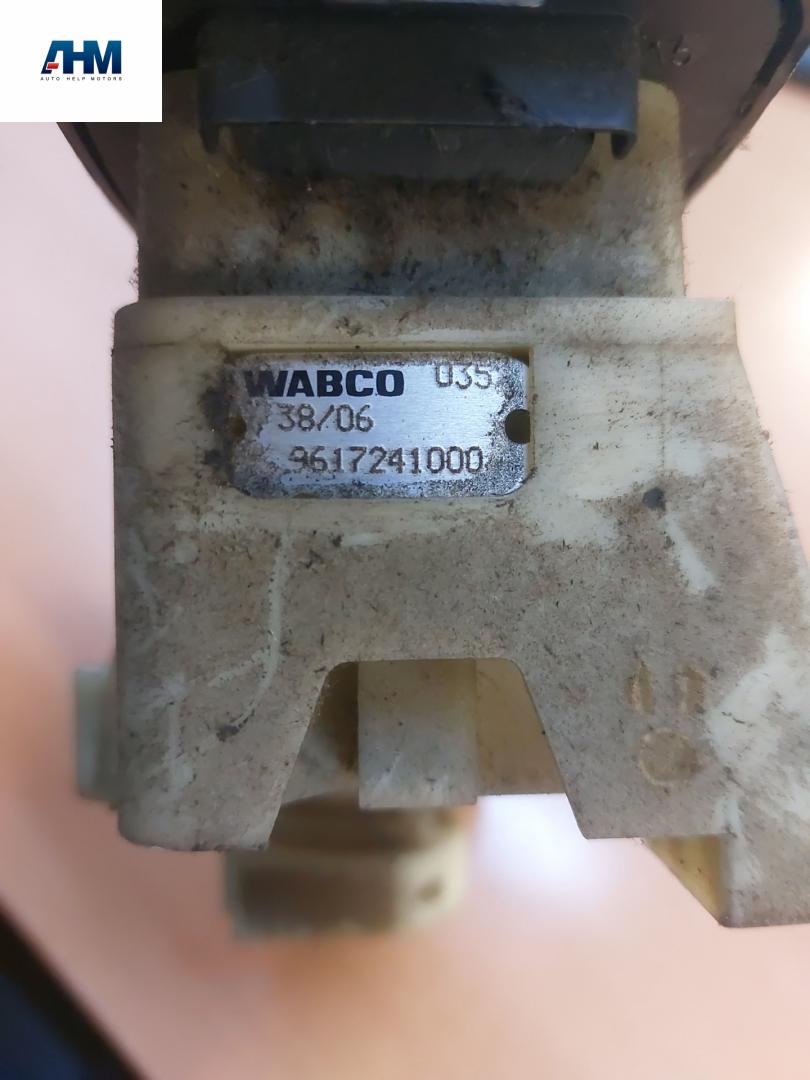 AHM
AUTO HELP MOTORS
WABCO 035
38/06
9617241000